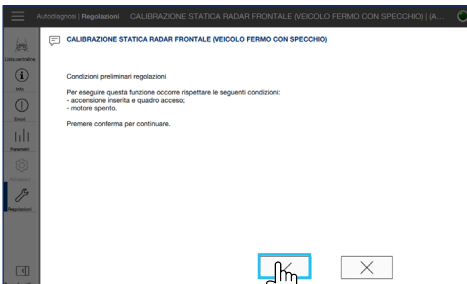 Autodiagnosi | Regolazioni CALIBRAZIONE STATICA RADAR FRONTALE (VEICOLO FERMO CON SPECCHIO) | (A...
CALIBRAZIONE STATICA RADAR FRONTALE (VEICOLO FERMO CON SPECCHIO)
Lista centraline
Info
Errori
Parametri
Regolazioni
Condizioni preliminari regolazioni
Per eseguire questa funzione occorre rispettare le seguenti condizioni:
- accensione inserita e quadro acceso;
- motore spento.
Premere conferma per continuare.